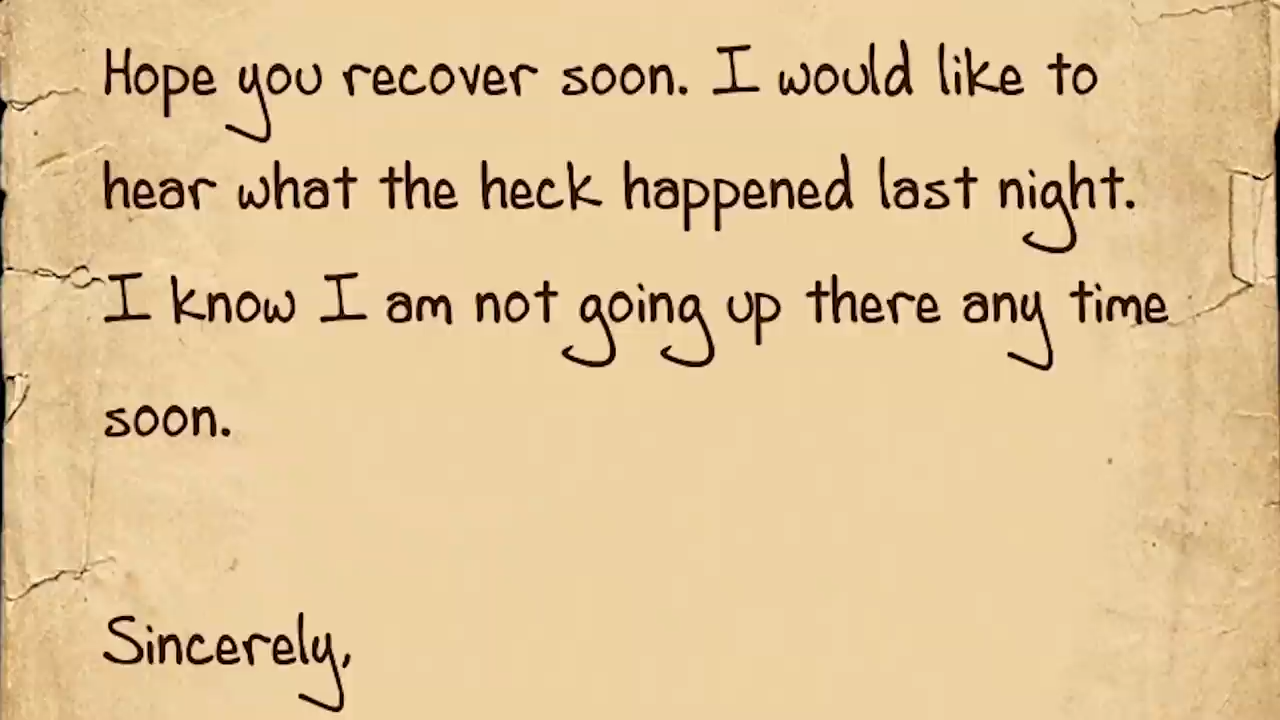 Hope you recover soon. I would like to
hear what the heck happened last night.
I know I am not going up there any time
soon.
Sincerely,